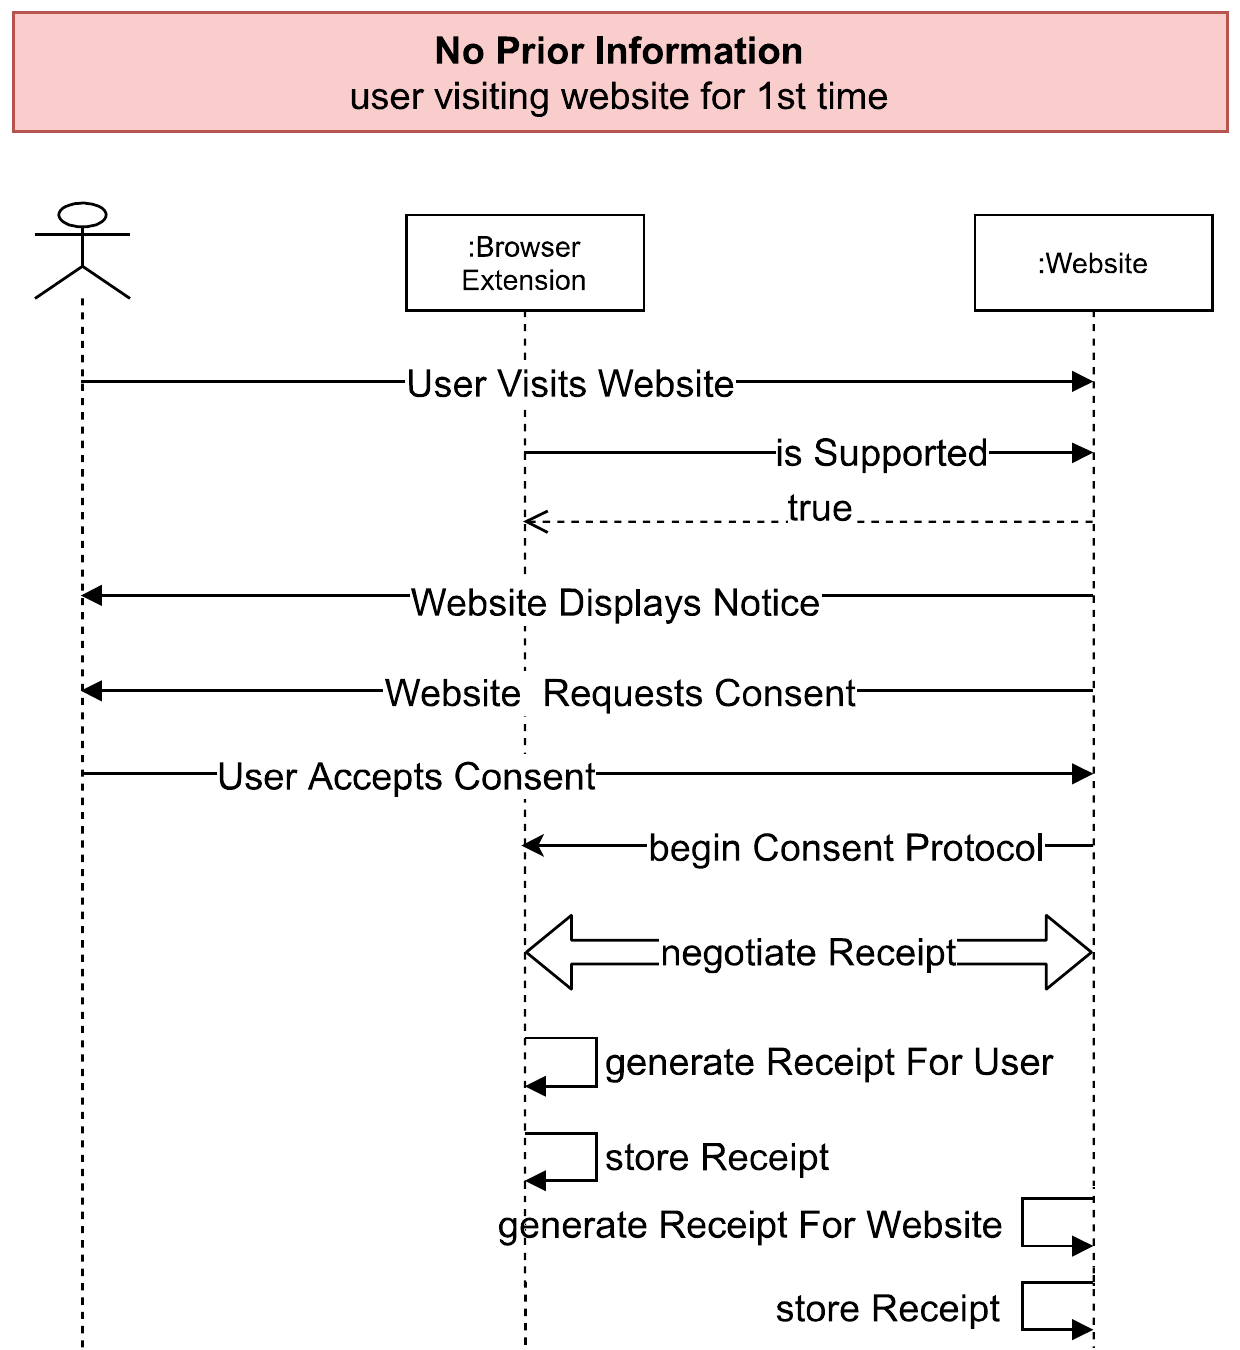 No Prior Information
user visiting website for 1st time
:Browser
Extension
:Website
User Visits Website
is Supported
true
Website Displays Notice
Website  Requests Consent
User Accepts Consent
begin Consent Protocol
negotiate Receipt
generate Receipt For User
store Receipt
generate Receipt For Website
store Receipt